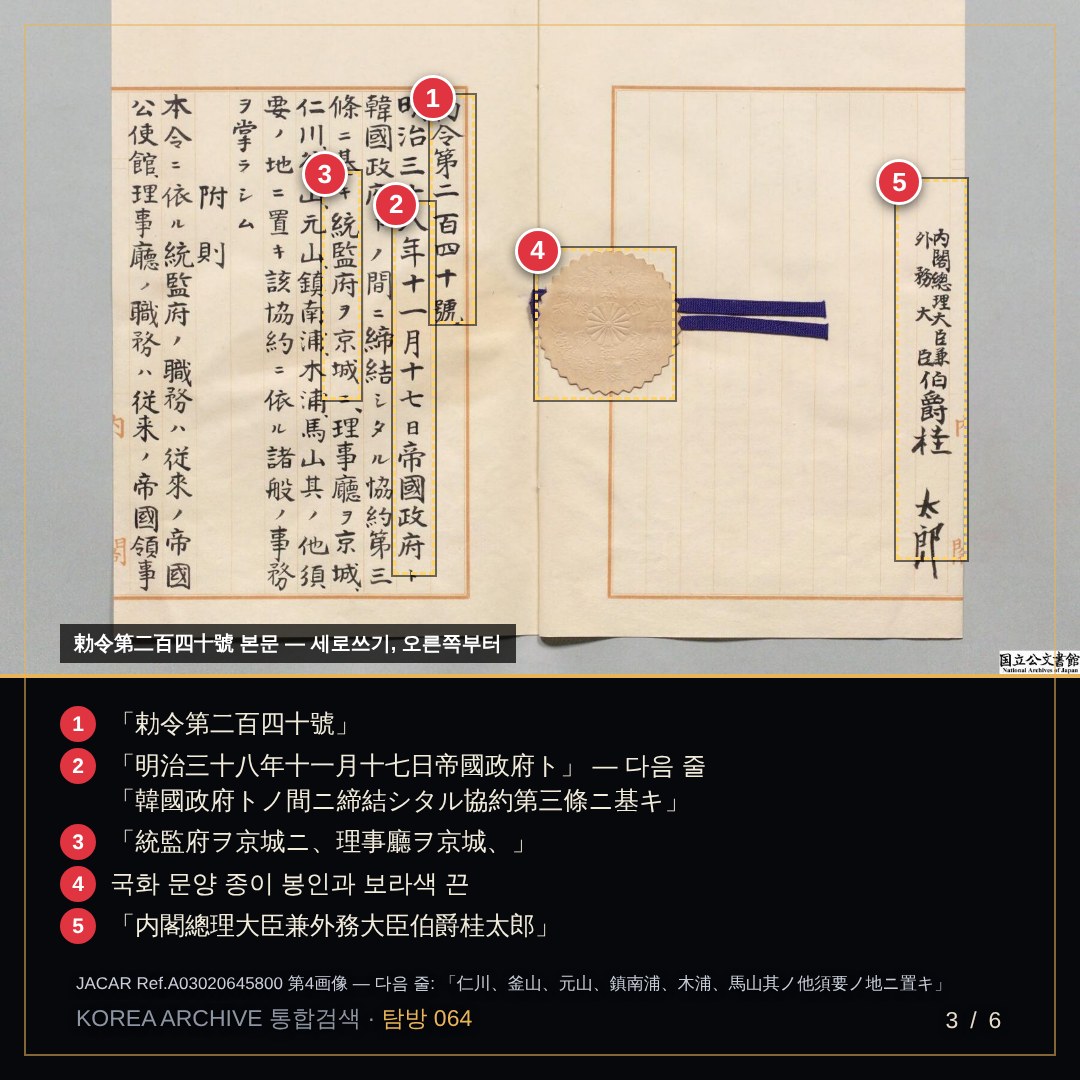 内閣總理大臣兼
外務大臣
伯爵桂太郎
令第二百四十號
明治三十八年十一月十七日帝國政府ト
韓國政府トノ間ニ締結シタル協約第三
條ニ基キ統監府ヲ京城ニ、理事廳ヲ京城、
仁川、釜山、元山、鎮南浦、木浦、馬山其ノ他須
要ノ地ニ置キ該協約ニ依ル諸般ノ事務
ヲ掌ラシム
附則
本令ニ依ル統監府ノ職務ハ従來ノ帝國
公使館、理事廳ノ職務ハ従来ノ帝國領事
内閣
1
2
3
4
5
勅令第二百四十號 본문 — 세로쓰기, 오른쪽부터
国立公文書館
National Archives of Japan
1 「勅令第二百四十號」
2 「明治三十八年十一月十七日帝國政府ト」 — 다음 줄
「韓國政府トノ間ニ締結シタル協約第三條ニ基キ」
3 「統監府ヲ京城ニ、理事廳ヲ京城、」
4 국화 문양 종이 봉인과 보라색 끈
5 「内閣總理大臣兼外務大臣伯爵桂太郎」
JACAR Ref.A03020645800 第4画像 — 다음 줄: 「仁川、釜山、元山、鎮南浦、木浦、馬山其ノ他須要ノ地ニ置キ」
KOREA ARCHIVE 통합검색 · 탐방 064
3 / 6